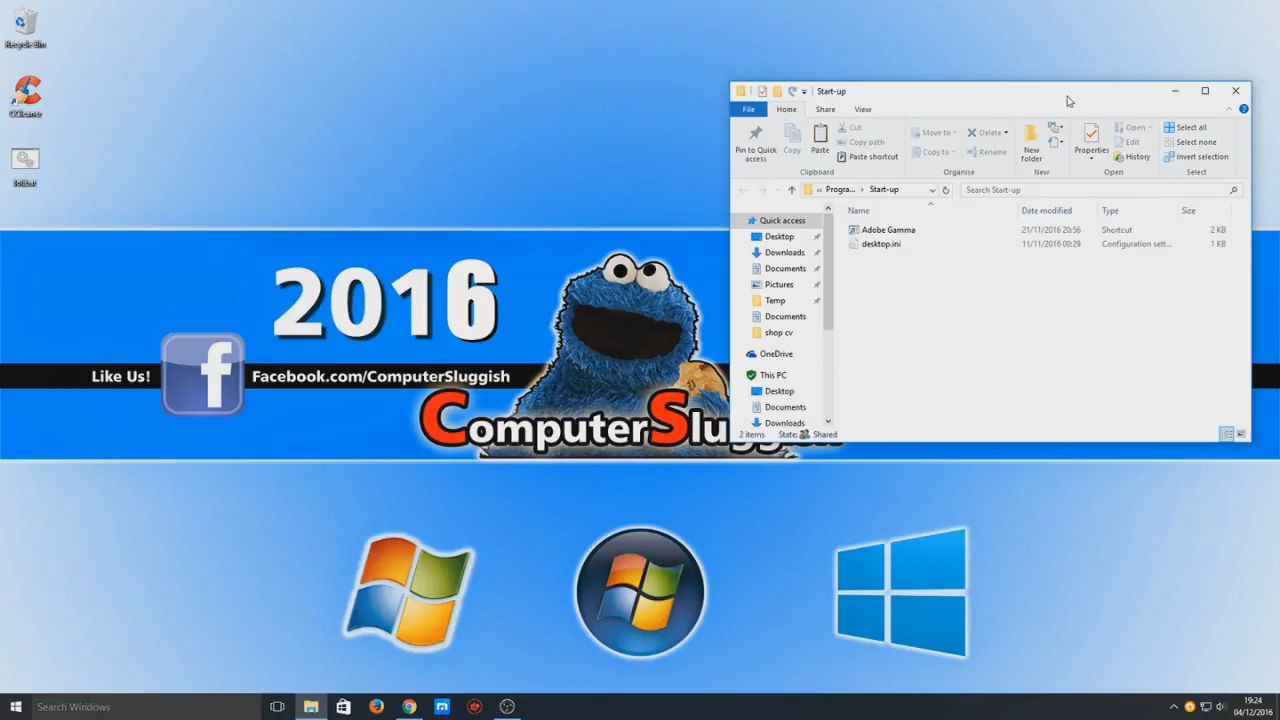 Recycle Bin
CCleaner
Start-up
File
Home
Share
View
Pin to Quick
access
Copy
Paste
Cut
Copy path
Paste shortcut
Clipboard
Move to
Copy to
Delete
Rename
Organise
New
folder
New
Properties
Open
Edit
History
Open
Select all
Select none
Invert selection
Select
« Progra... > Start-up
Search Start-up
Name
Date modified
Type
Size
Adobe Gamma
21/11/2016 20:56
Shortcut
2 KB
desktop.ini
11/11/2016 00:29
Configuration sett...
1 KB
Quick access
Desktop
Downloads
Documents
Pictures
Temp
Documents
shop cv
OneDrive
This PC
Desktop
Documents
Downloads
2 items
State:
Shared
2016
Like Us!
f
Facebook.com/ComputerSluggish
ComputerSlu
Search Windows
19:24
04/12/2016